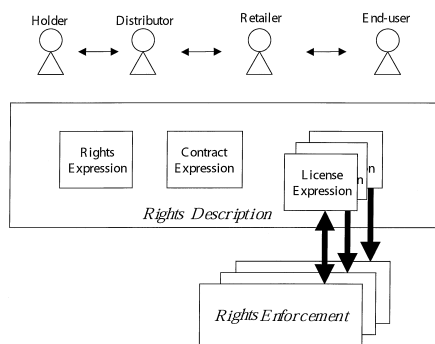 Holder Distributor Retailer End-user
Rights Expression
Contract Expression
License Expression
n
n
Rights Description
Rights Enforcement